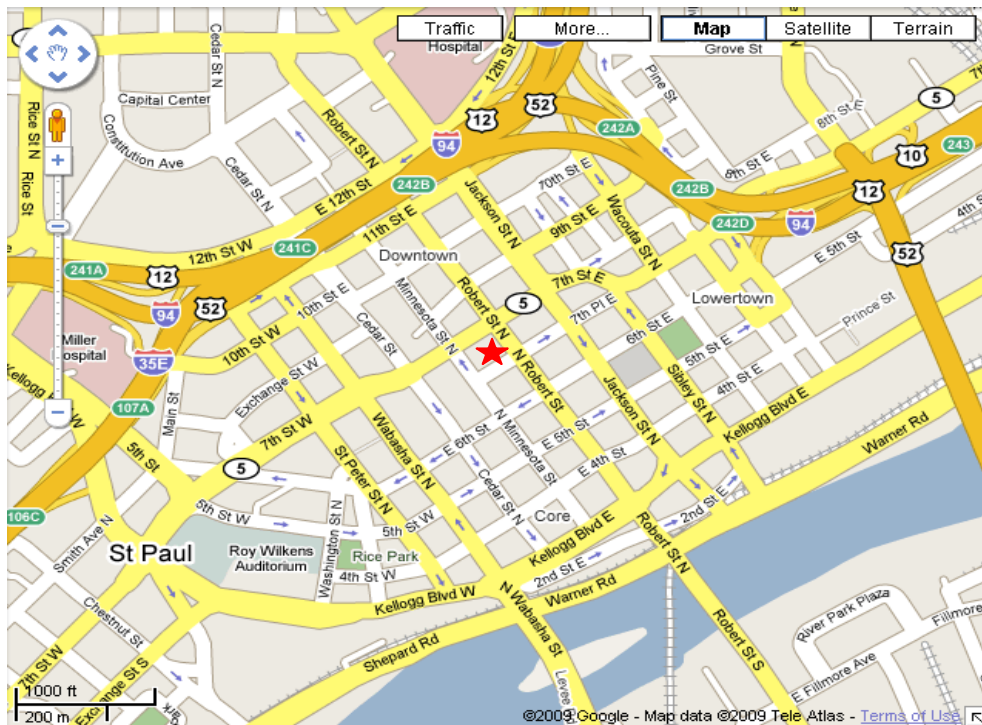 Traffic
More...
Map
Satellite
Terrain
Hospital
12th St E
Grove St
Cedar St N
Capital Center
Constitution Ave
Rice St N
Rice St
Robert St N
Pine St
7th
5
8th St E
52
12
94
242A
243
10
8th St E
Cedar St N
E 12th St
242B
Jackson St N
70th St E
Wacouta St N
242B
12
4th St
12th St W
241C
11th St E
9th St E
242D
94
E 5th St
52
241A
12
Downtown
94
52
10th St E
Minnesota St N
Robert St N
5
7th St E
7th Pl E
Lowertown
Prince St
Miller
Hospital
35E
10th St W
Cedar St
N Robert St
6th St E
5th St E
4th St E
Kellogg Blvd W
107A
Main St
Exchange St W
Jackson St N
Sibley St N
Kellogg Blvd E
Warner Rd
5th St
7th St W
5
Wabasha St N
St Peter St N
E 6th St
N Minnesota St
E 5th St
E 4th St
Cedar St N
106C
Smith Ave N
5th St W
Washington St N
5th St W
Core
2nd St E
Kellogg Blvd E
Robert St N
St Paul
Roy Wilkens
Auditorium
Rice Park
4th St W
2nd St E
Warner Rd
Kellogg Blvd W
N Wabasha St
Chestnut St
Shepard Rd
Robert St S
River Park Plaza
Fillmore
E Fillmore Ave
7th St W
Exchange St S
Levee
1000 ft
200 m
©2009 Google - Map data ©2009 Tele Atlas - Terms of Use